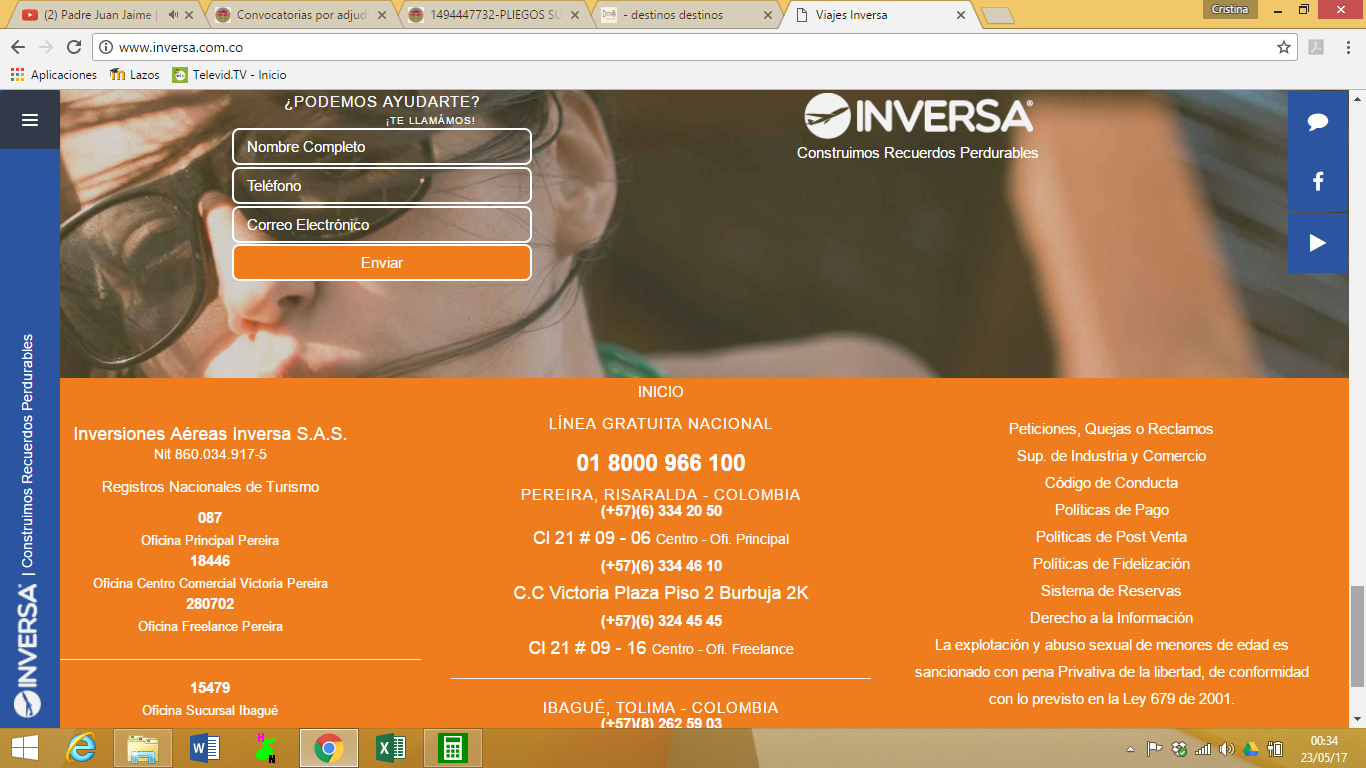 (2) Padre Juan Jaime |
Convocatorias por adjudi
1494447732-PLIEGOS SU
- destinos destinos
Viajes Inversa
Cristina
www.inversa.com.co
Aplicaciones
Lazos
Televid.TV - Inicio
¿PODEMOS AYUDARTE?
¡TE LLAMÁMOS!
Nombre Completo
Teléfono
Correo Electrónico
Enviar
INVERSA®
Construimos Recuerdos Perdurables
INVERSA® | Construimos Recuerdos Perdurables
Inversiones Aéreas Inversa S.A.S.
Nit 860.034.917-5
Registros Nacionales de Turismo
087
Oficina Principal Pereira
18446
Oficina Centro Comercial Victoria Pereira
280702
Oficina Freelance Pereira
15479
Oficina Sucursal Ibagué
INICIO
LÍNEA GRATUITA NACIONAL
01 8000 966 100
PEREIRA, RISARALDA - COLOMBIA
(+57)(6) 334 20 50
Cl 21 # 09 - 06 Centro - Ofi. Principal
(+57)(6) 334 46 10
C.C Victoria Plaza Piso 2 Burbuja 2K
(+57)(6) 324 45 45
Cl 21 # 09 - 16 Centro - Ofi. Freelance
IBAGUÉ, TOLIMA - COLOMBIA
(+57)(8) 262 59 03
Peticiones, Quejas o Reclamos
Sup. de Industria y Comercio
Código de Conducta
Políticas de Pago
Políticas de Post Venta
Políticas de Fidelización
Sistema de Reservas
Derecho a la Información
La explotación y abuso sexual de menores de edad es
sancionado con pena Privativa de la libertad, de conformidad
con lo previsto en la Ley 679 de 2001.
00:34
23/05/17